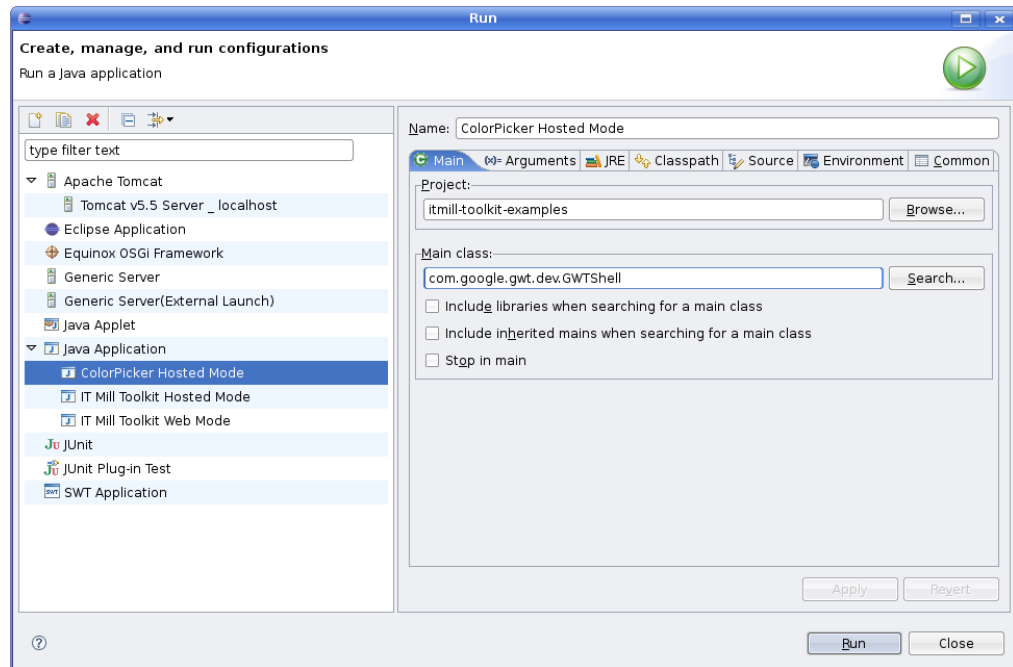 Run
Create, manage, and run configurations
Run a Java application
type filter text
Apache Tomcat
Tomcat v5.5 Server _ localhost
Eclipse Application
Equinox OSGi Framework
Generic Server
Generic Server(External Launch)
Java Applet
Java Application
ColorPicker Hosted Mode
IT Mill Toolkit Hosted Mode
IT Mill Toolkit Web Mode
JUnit
JUnit Plug-in Test
SWT Application
Name: ColorPicker Hosted Mode
Main (x)= Arguments JRE Classpath Source Environment Common
Project:
itmill-toolkit-examples Browse...
Main class:
com.google.gwt.dev.GWTShell Search...
Include libraries when searching for a main class
Include inherited mains when searching for a main class
Stop in main
Apply Revert
Run Close